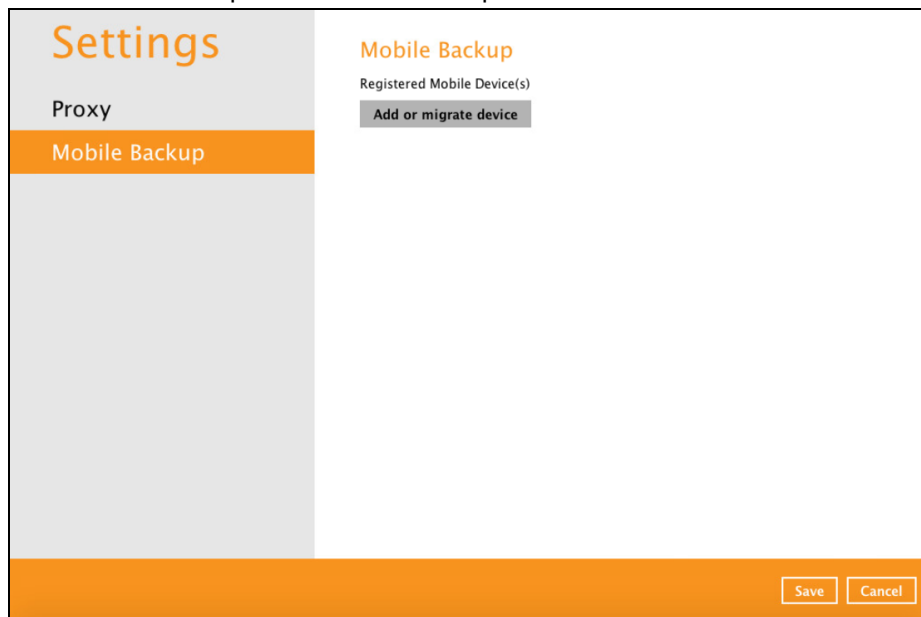 Settings
Proxy
Mobile Backup
Mobile Backup
Registered Mobile Device(s)
Add or migrate device
Save
Cancel